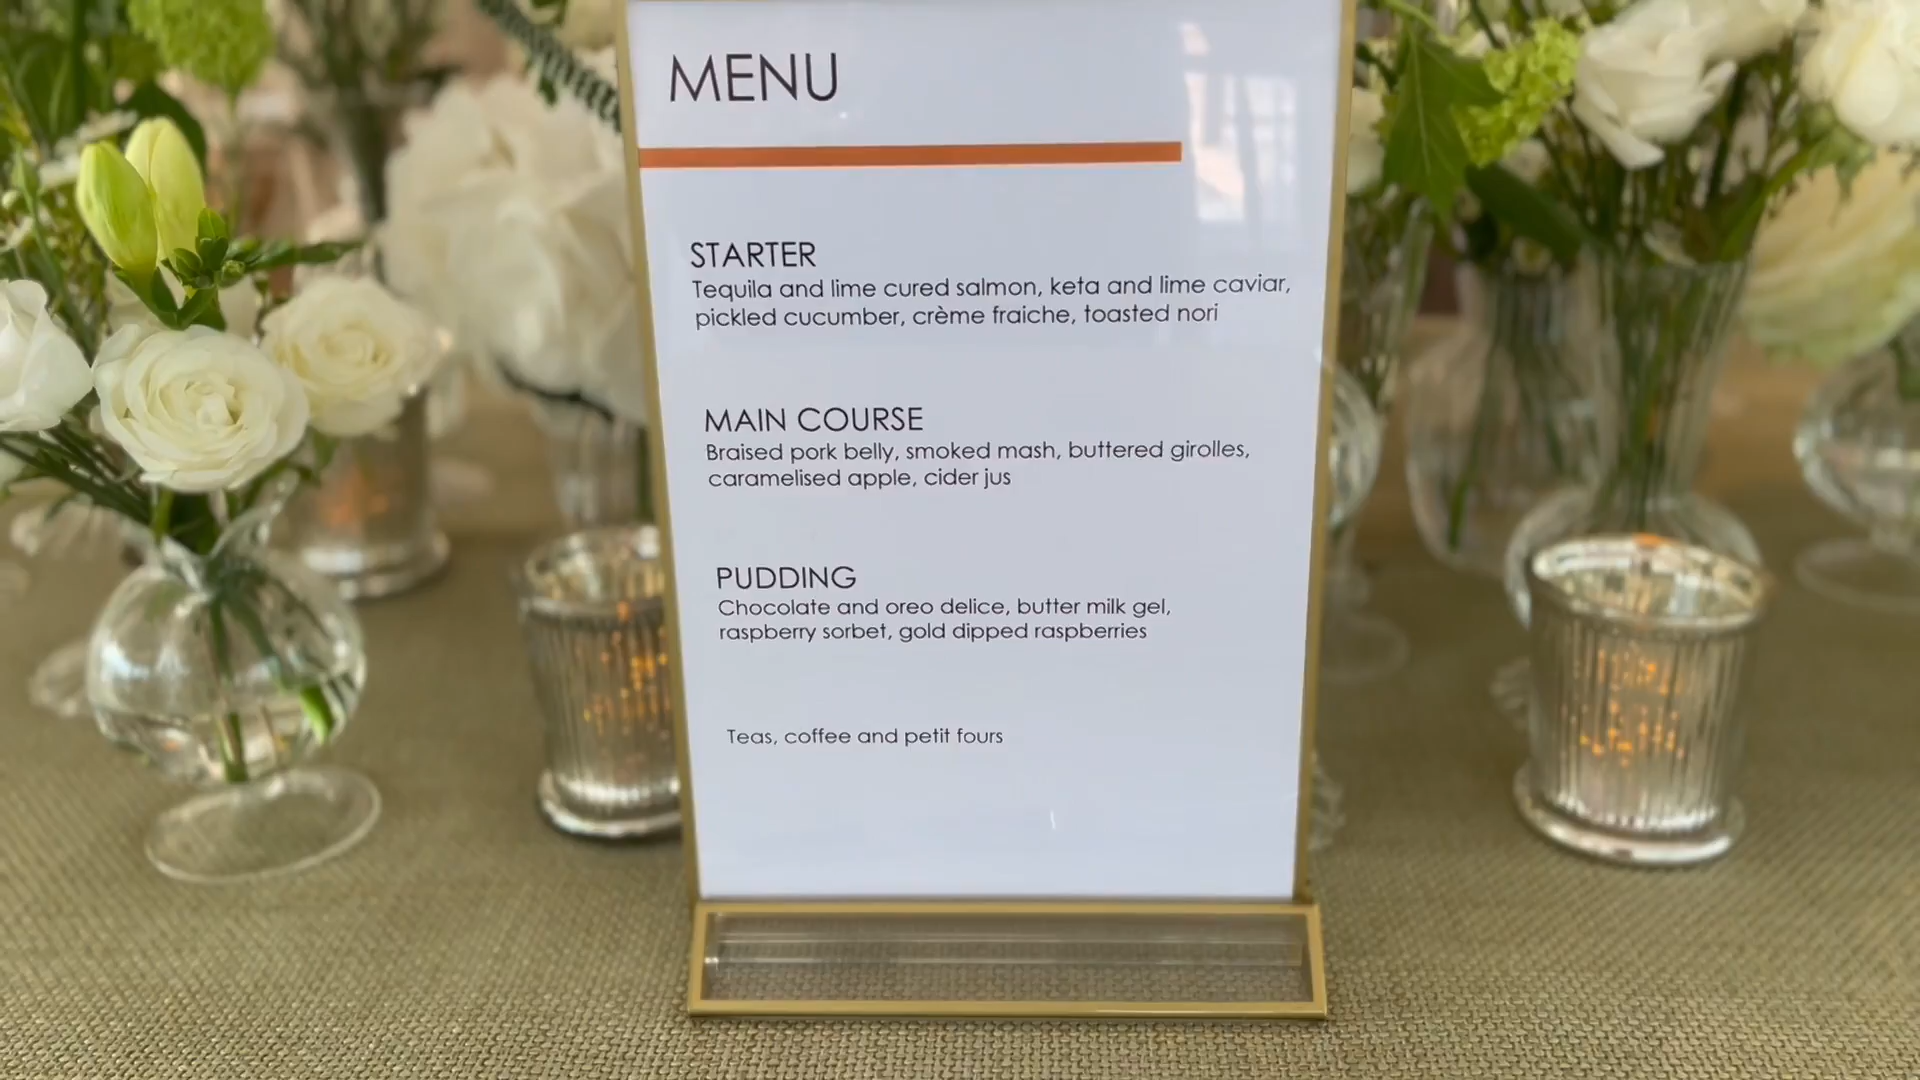 MENU
STARTER
Tequila and lime cured salmon, keta and lime caviar,
pickled cucumber, crème fraiche, toasted nori
MAIN COURSE
Braised pork belly, smoked mash, buttered girolles,
caramelised apple, cider jus
PUDDING
Chocolate and oreo delice, butter milk gel,
raspberry sorbet, gold dipped raspberries
Teas, coffee and petit fours